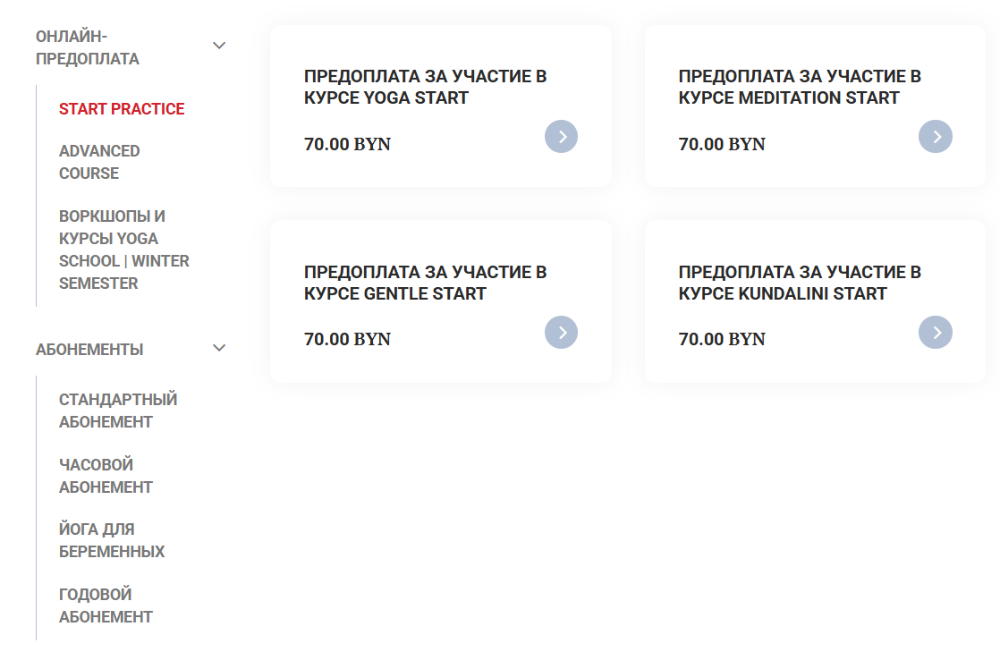 ОНЛАЙН-
ПРЕДОПЛАТА
START PRACTICE
ADVANCED
COURSE
ВОРКШОПЫ И
КУРСЫ YOGA
SCHOOL | WINTER
SEMESTER
АБОНЕМЕНТЫ
СТАНДАРТНЫЙ
АБОНЕМЕНТ
ЧАСОВОЙ
АБОНЕМЕНТ
ЙОГА ДЛЯ
БЕРЕМЕННЫХ
ГОДОВОЙ
АБОНЕМЕНТ
ПРЕДОПЛАТА ЗА УЧАСТИЕ В
КУРСЕ YOGA START
70.00 BYN
ПРЕДОПЛАТА ЗА УЧАСТИЕ В
КУРСЕ MEDITATION START
70.00 BYN
ПРЕДОПЛАТА ЗА УЧАСТИЕ В
КУРСЕ GENTLE START
70.00 BYN
ПРЕДОПЛАТА ЗА УЧАСТИЕ В
КУРСЕ KUNDALINI START
70.00 BYN